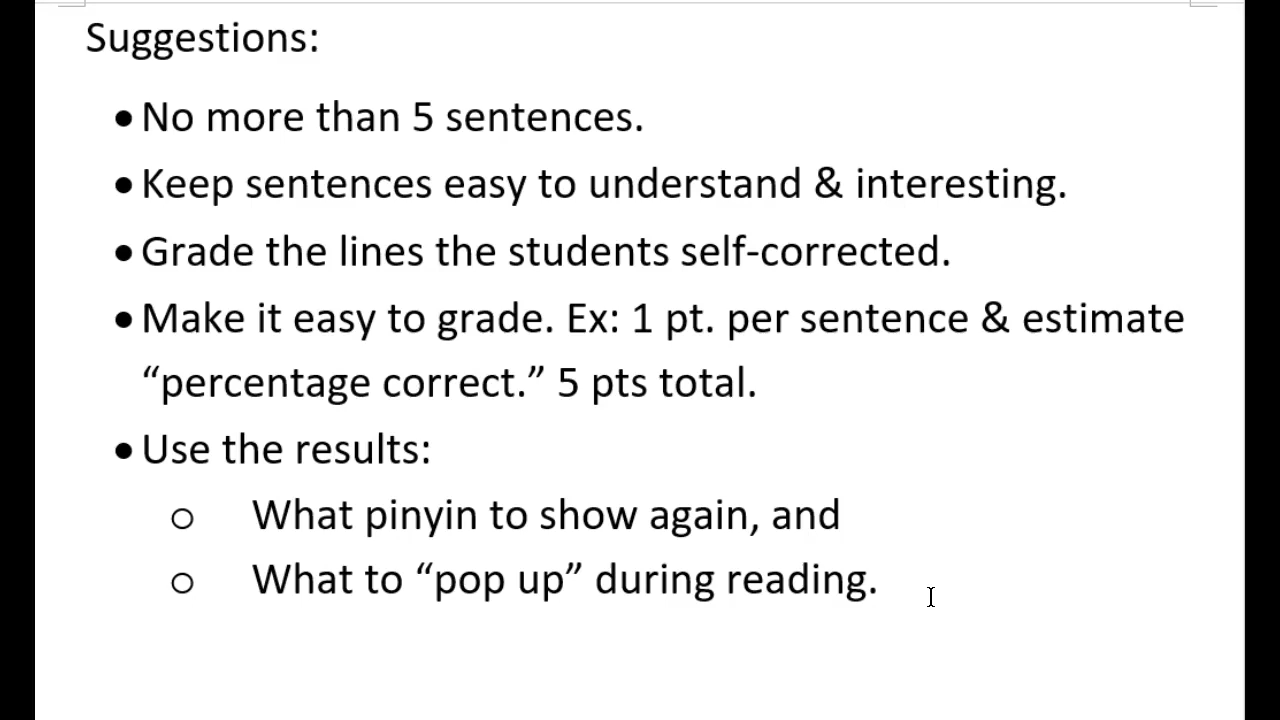 Suggestions:
• No more than 5 sentences.
• Keep sentences easy to understand & interesting.
• Grade the lines the students self-corrected.
• Make it easy to grade. Ex: 1 pt. per sentence & estimate
“percentage correct.” 5 pts total.
• Use the results:
○ What pinyin to show again, and
○ What to “pop up” during reading.